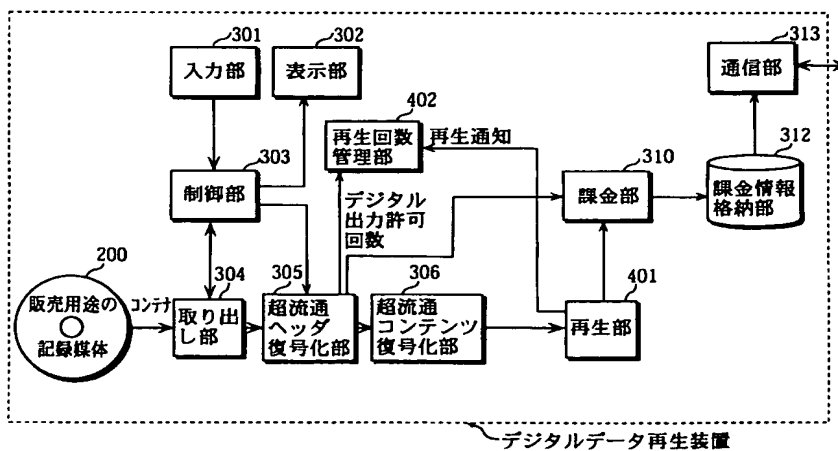 301
302
313
入力部
表示部
通信部
402
再生回数
管理部
再生通知
303
310
312
制御部
デジタル
出力許可
回数
課金部
課金情報
格納部
200
販売用途の
記録媒体
コンテナ
304
取り出
し部
305
超流通
ヘッダ
復号化部
306
超流通
コンテンツ
復号化部
401
再生部
デジタルデータ再生装置